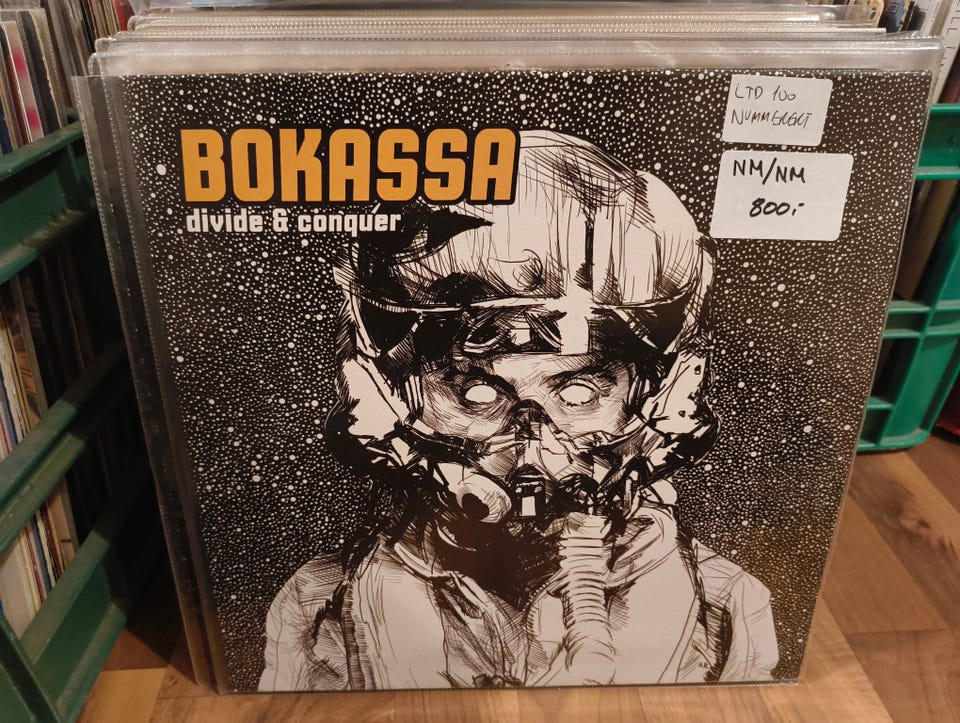 BOKASSA
divide & conquer
LTD 100
NUMMERERT
NM/NM
800:-